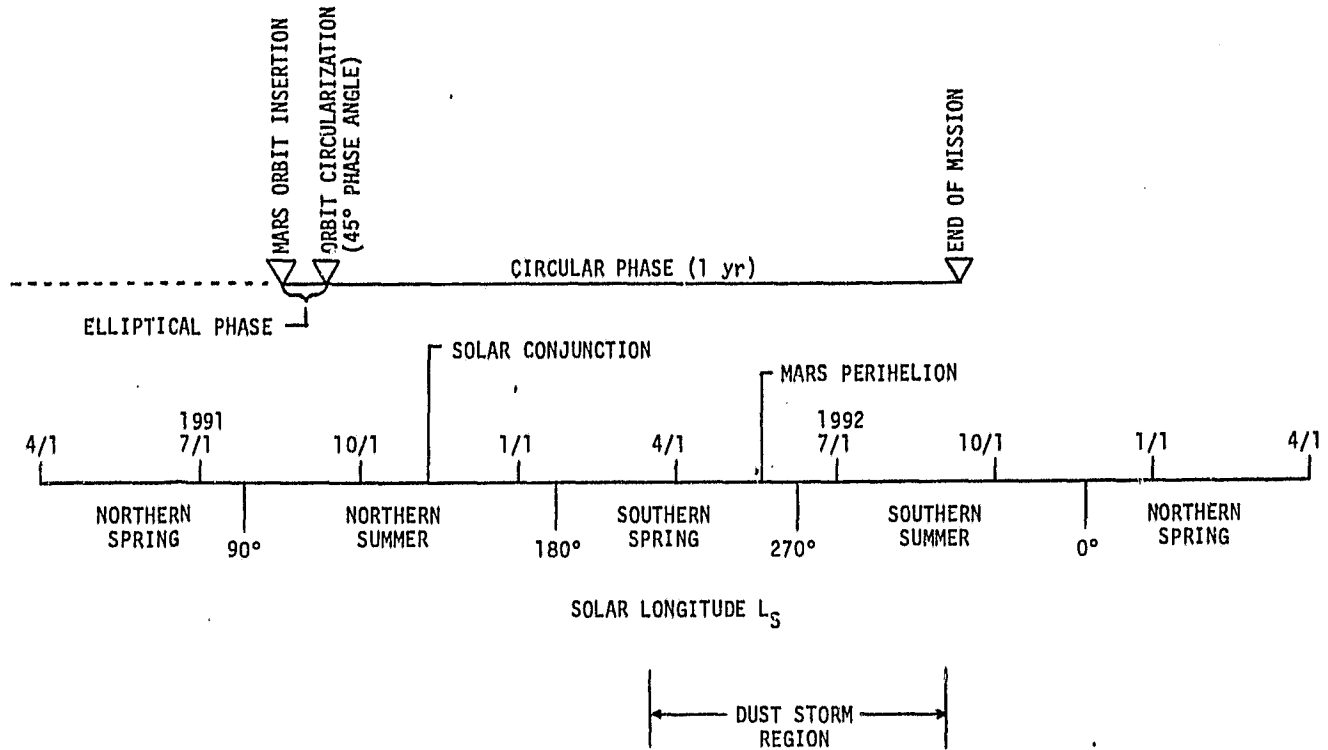 MARS ORBIT INSERTION
ORBIT CIRCULARIZATION
(45° PHASE ANGLE)
END OF MISSION
CIRCULAR PHASE (1 yr)
ELLIPTICAL PHASE
SOLAR CONJUNCTION
MARS PERIHELION
1991
1992
4/1
7/1
10/1
1/1
4/1
7/1
10/1
1/1
4/1
NORTHERN
SPRING
90°
NORTHERN
SUMMER
180°
SOUTHERN
SPRING
270°
SOUTHERN
SUMMER
0°
NORTHERN
SPRING
SOLAR LONGITUDE LS
DUST STORM
REGION